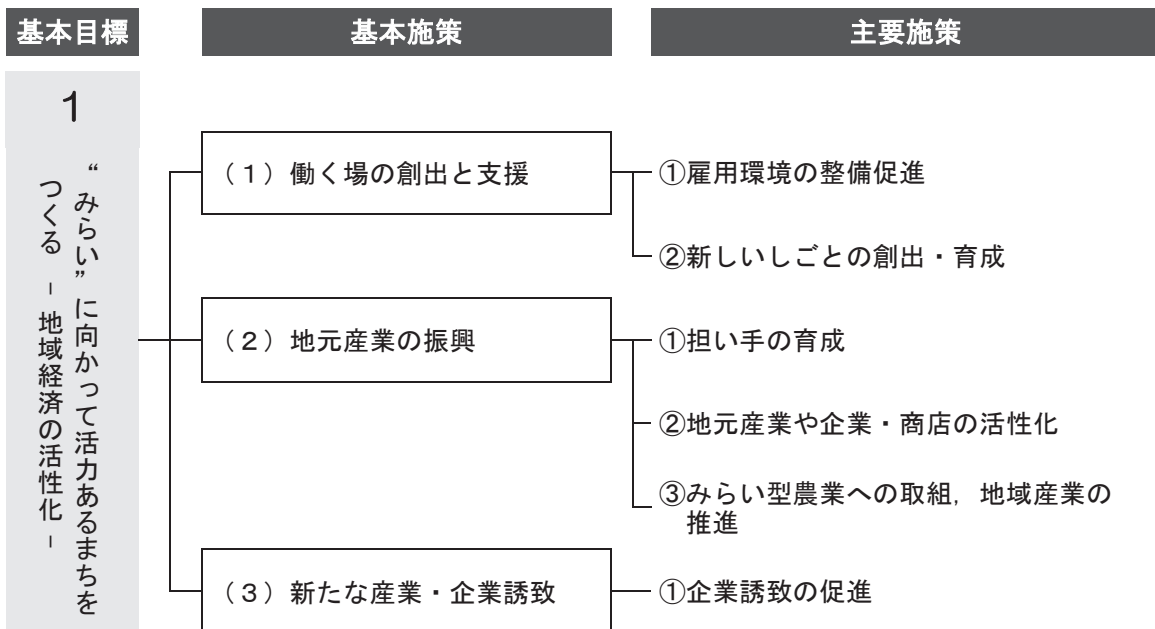 基本目標
基本施策
主要施策
1
“みらい”に向かって活力あるまちを
つくる －地域経済の活性化－
（１）働く場の創出と支援
①雇用環境の整備促進
②新しいしごとの創出・育成
（２）地元産業の振興
①担い手の育成
②地元産業や企業・商店の活性化
③みらい型農業への取組，地域産業の
推進
（３）新たな産業・企業誘致
①企業誘致の促進